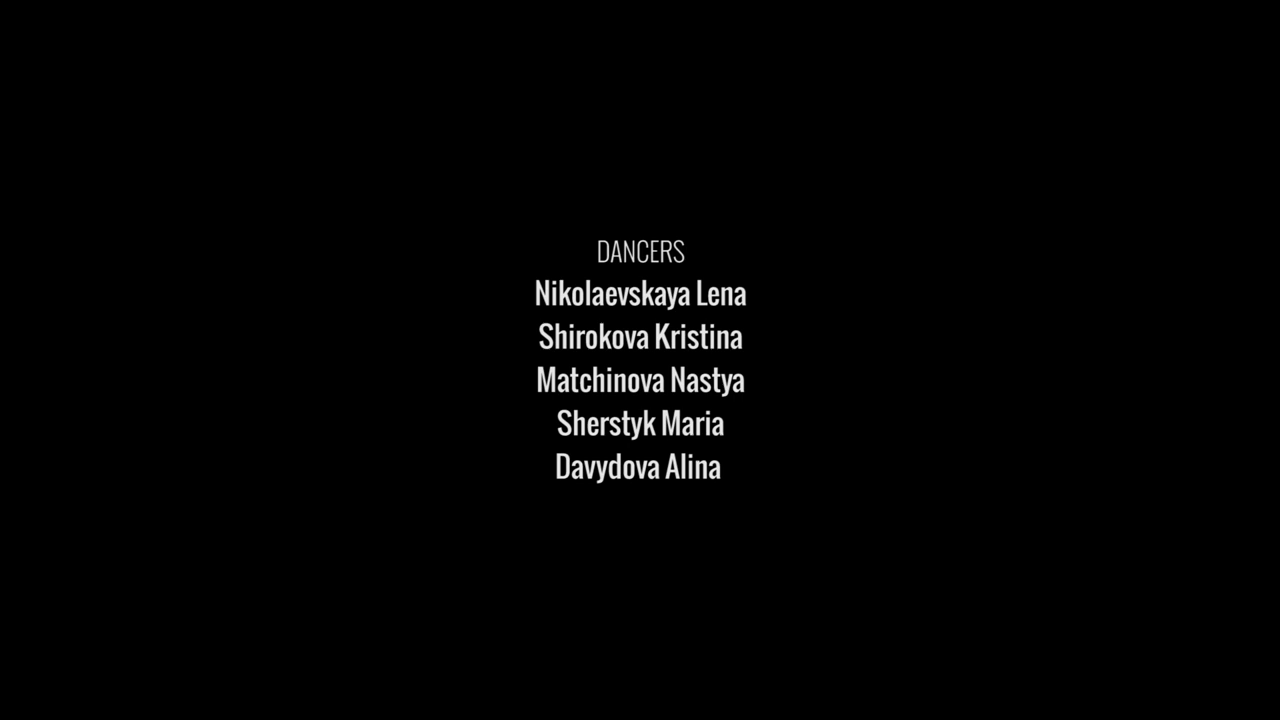 DANCERS
Nikolaevskaya Lena
Shirokova Kristina
Matchinova Nastya
Sherstyk Maria
Davydova Alina